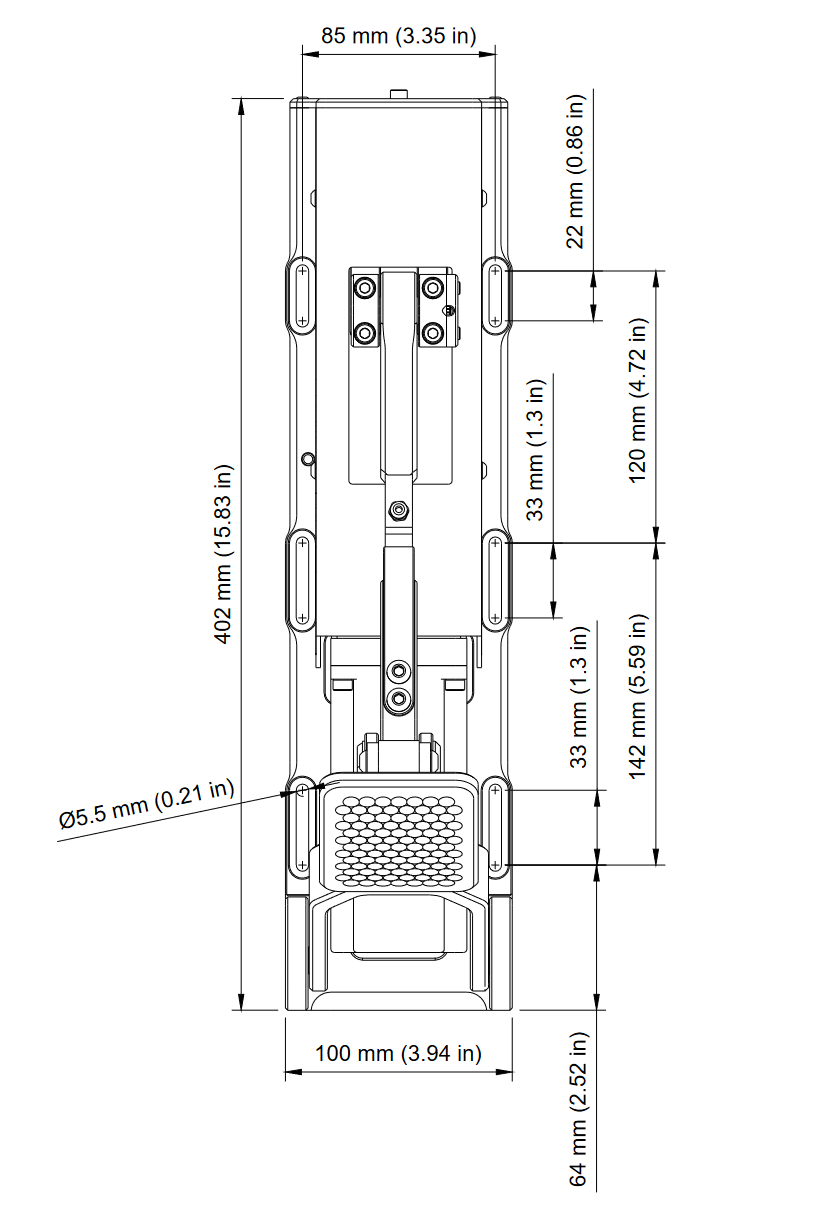 85 mm (3.35 in)
22 mm (0.86 in)
120 mm (4.72 in)
33 mm (1.3 in)
402 mm (15.83 in)
33 mm (1.3 in)
142 mm (5.59 in)
Ø5.5 mm (0.21 in)
100 mm (3.94 in)
64 mm (2.52 in)